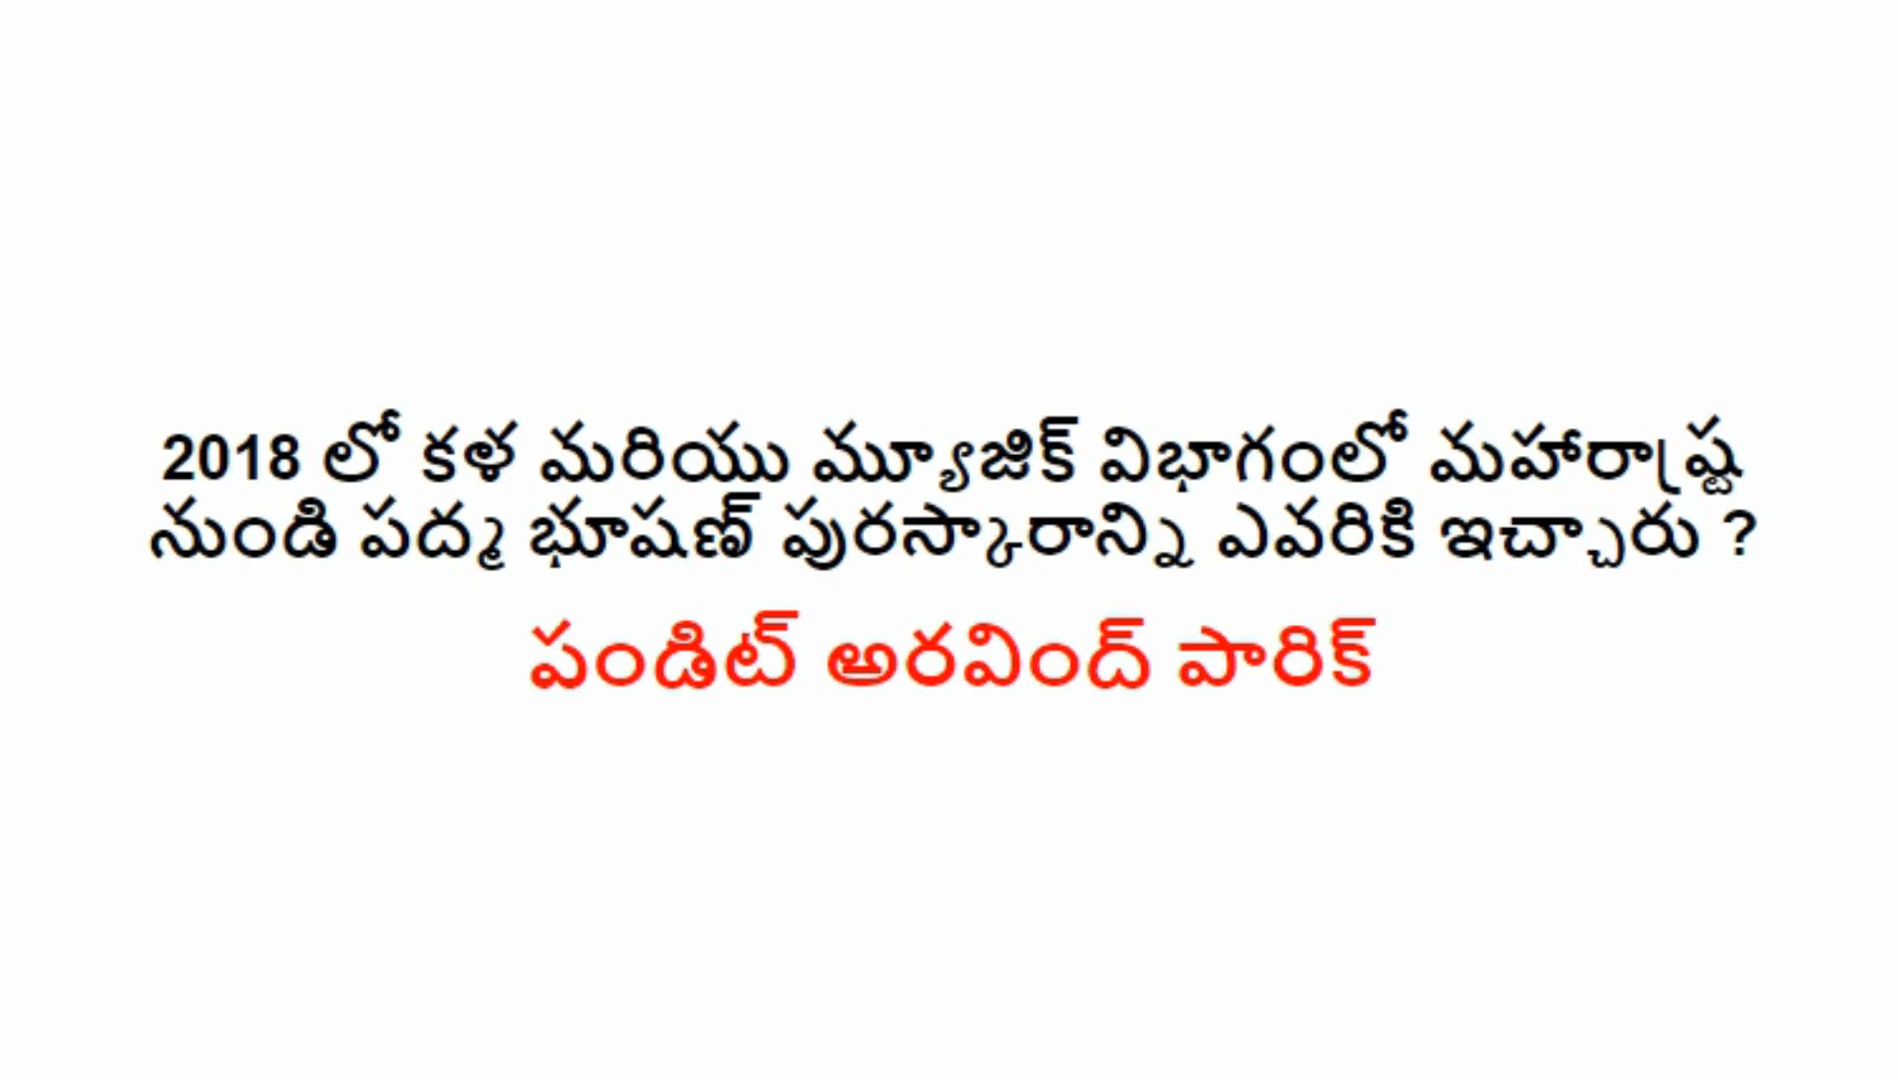 2018 లో కళ మరియు మ్యూజిక్ విభాగంలో మహారాష్ట్ర
నుండి పద్మ భూషణ్ పురస్కారాన్ని ఎవరికి ఇచ్చారు ?
పండిట్ అరవింద్ పారిక్